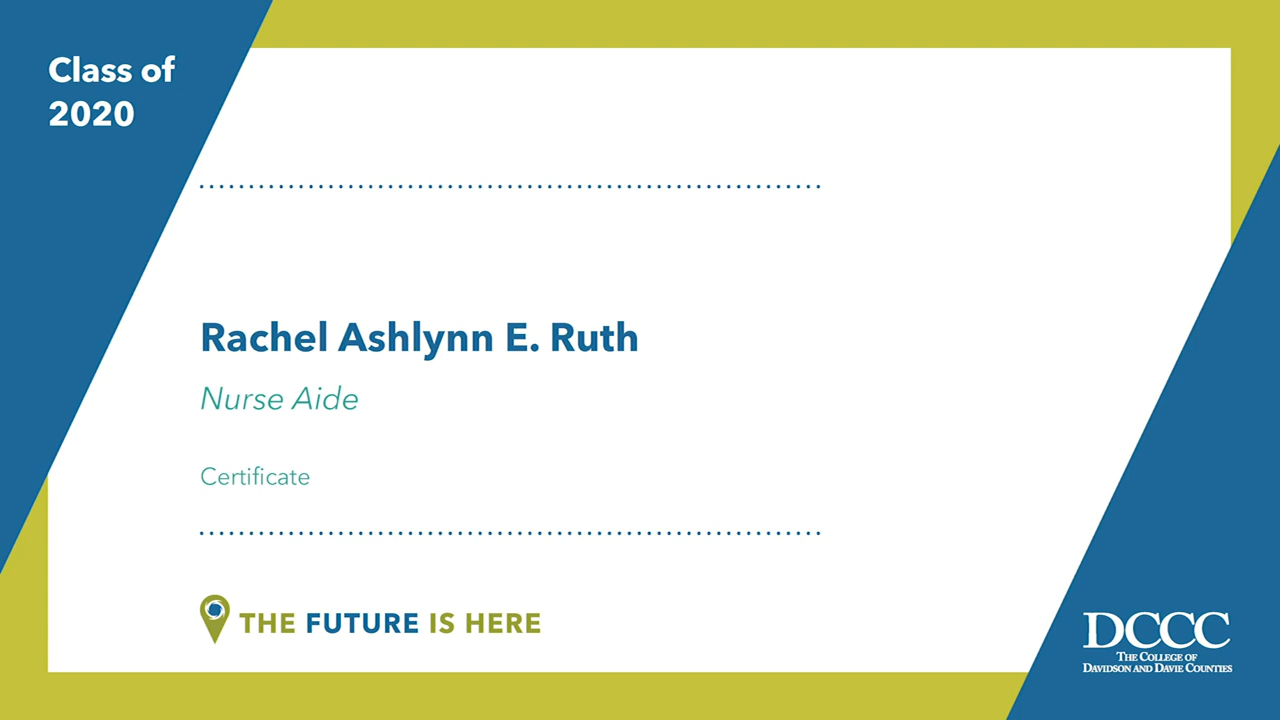 Class of
2020
Rachel Ashlynn E. Ruth
Nurse Aide
Certificate
THE FUTURE IS HERE
DCCC
THE COLLEGE OF
DAVIDSON AND DAVIE COUNTIES